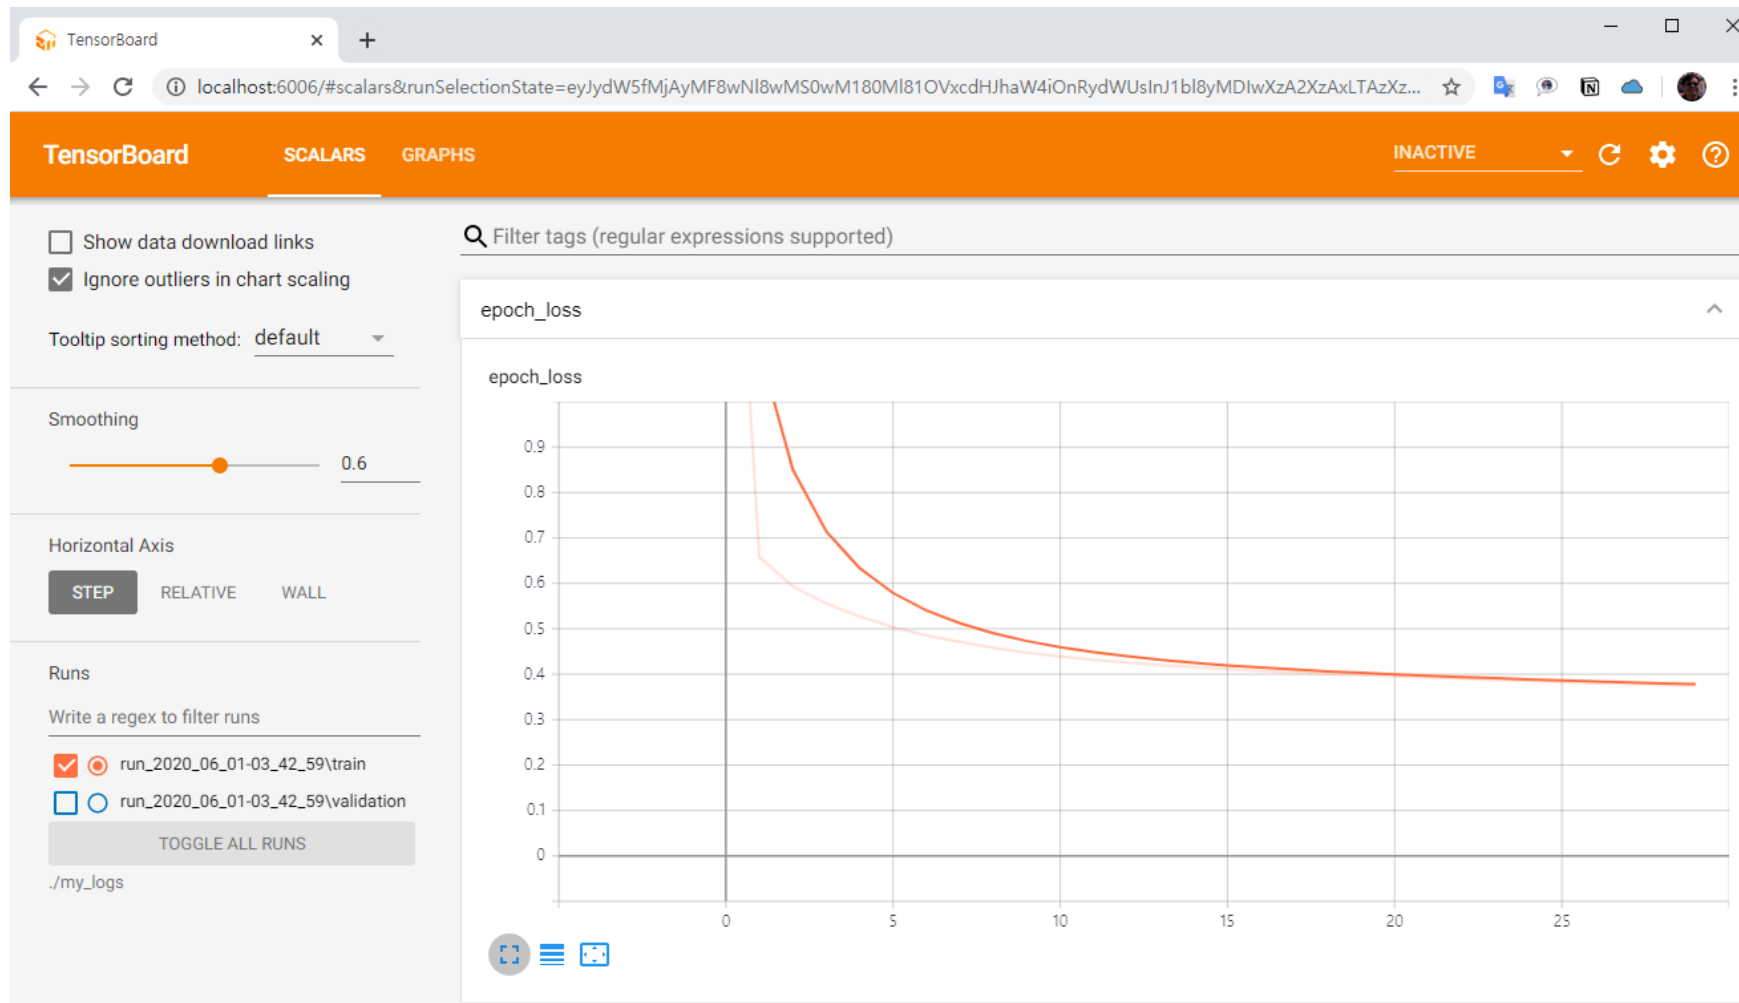 TensorBoard
localhost:6006/#scalars&runSelectionState=eyJydW5fMjAyMF8wNl8wMS0wM180Ml81OVxcdHJhaW4iOnRydWUsInJ1bl8yMDIwXzA2XzAxLTAzXz...
TensorBoard SCALARS GRAPHS INACTIVE
Show data download links
Ignore outliers in chart scaling
Tooltip sorting method: default
Smoothing
0.6
Horizontal Axis
STEP RELATIVE WALL
Runs
Write a regex to filter runs
run_2020_06_01-03_42_59\train
run_2020_06_01-03_42_59\validation
TOGGLE ALL RUNS
./my_logs
Filter tags (regular expressions supported)
epoch_loss
epoch_loss
0.9
0.8
0.7
0.6
0.5
0.4
0.3
0.2
0.1
0
0 5 10 15 20 25